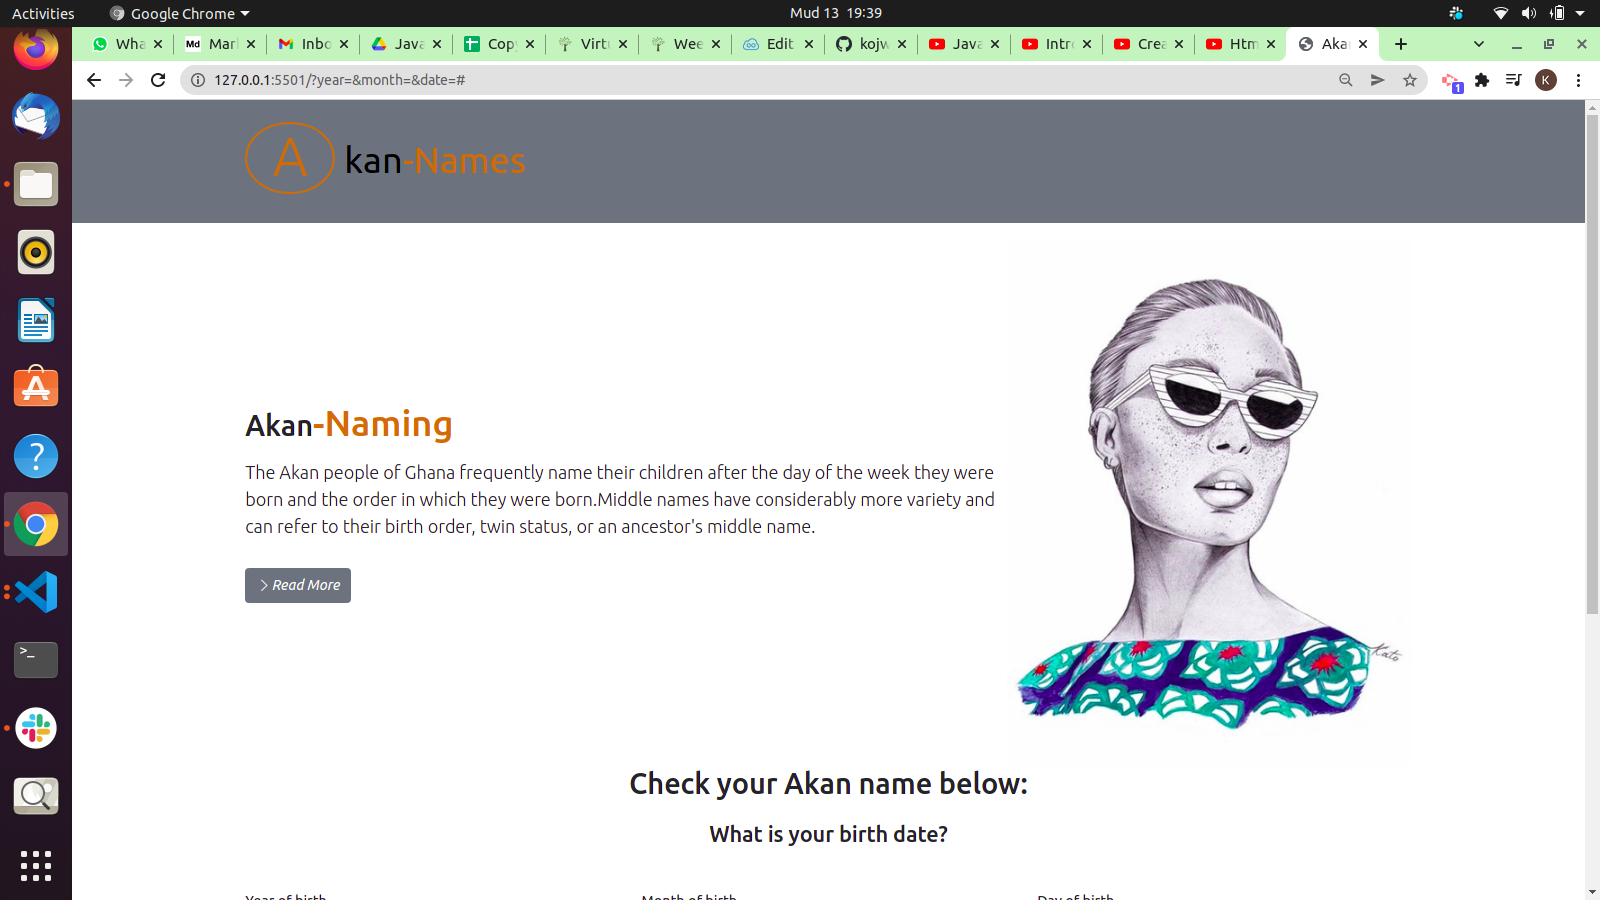 Activities
Google Chrome
Mud 13 19:39
Wha
Mar
Inbo
Java
Copy
Virtu
Wee
Edit
kojw
Java
Intro
Crea
Htm
Aka
127.0.0.1:5501/?year=&month=&date=#
1
K
Akan-Names
Akan-Naming
The Akan people of Ghana frequently name their children after the day of the week they were
born and the order in which they were born.Middle names have considerably more variety and
can refer to their birth order, twin status, or an ancestor's middle name.
Read More
Kato
Check your Akan name below:
What is your birth date?
Year of birth
Month of birth
Day of birth